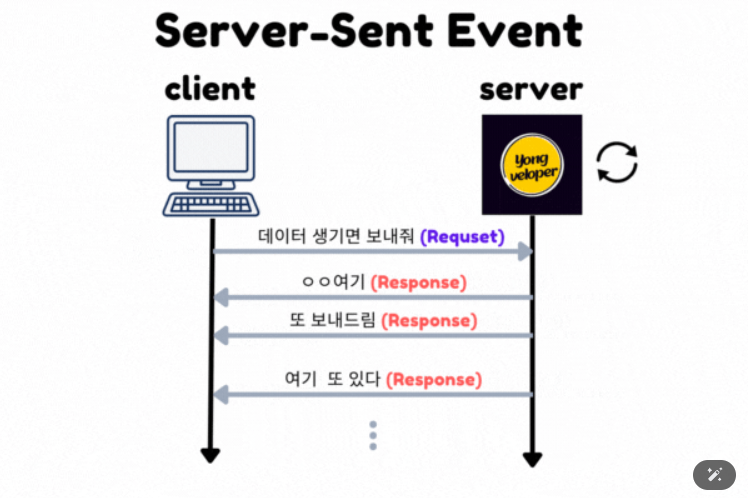 Server-Sent Event
client
server
Yong
veloper
데이터 생기면 보내줘 (Requset)
ㅇㅇ여기 (Response)
또 보내드림 (Response)
여기 또 있다 (Response)